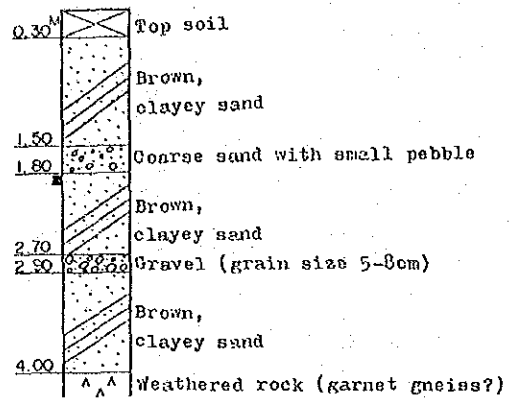 M
0.30 Top soil
Brown,
clayey sand
1.50
Coarse sand with small pebble
1.80
Brown,
clayey sand
2.70
Gravel (grain size 5-8cm)
2.90
Brown,
clayey sand
4.00
Weathered rock (garnet gneiss?)